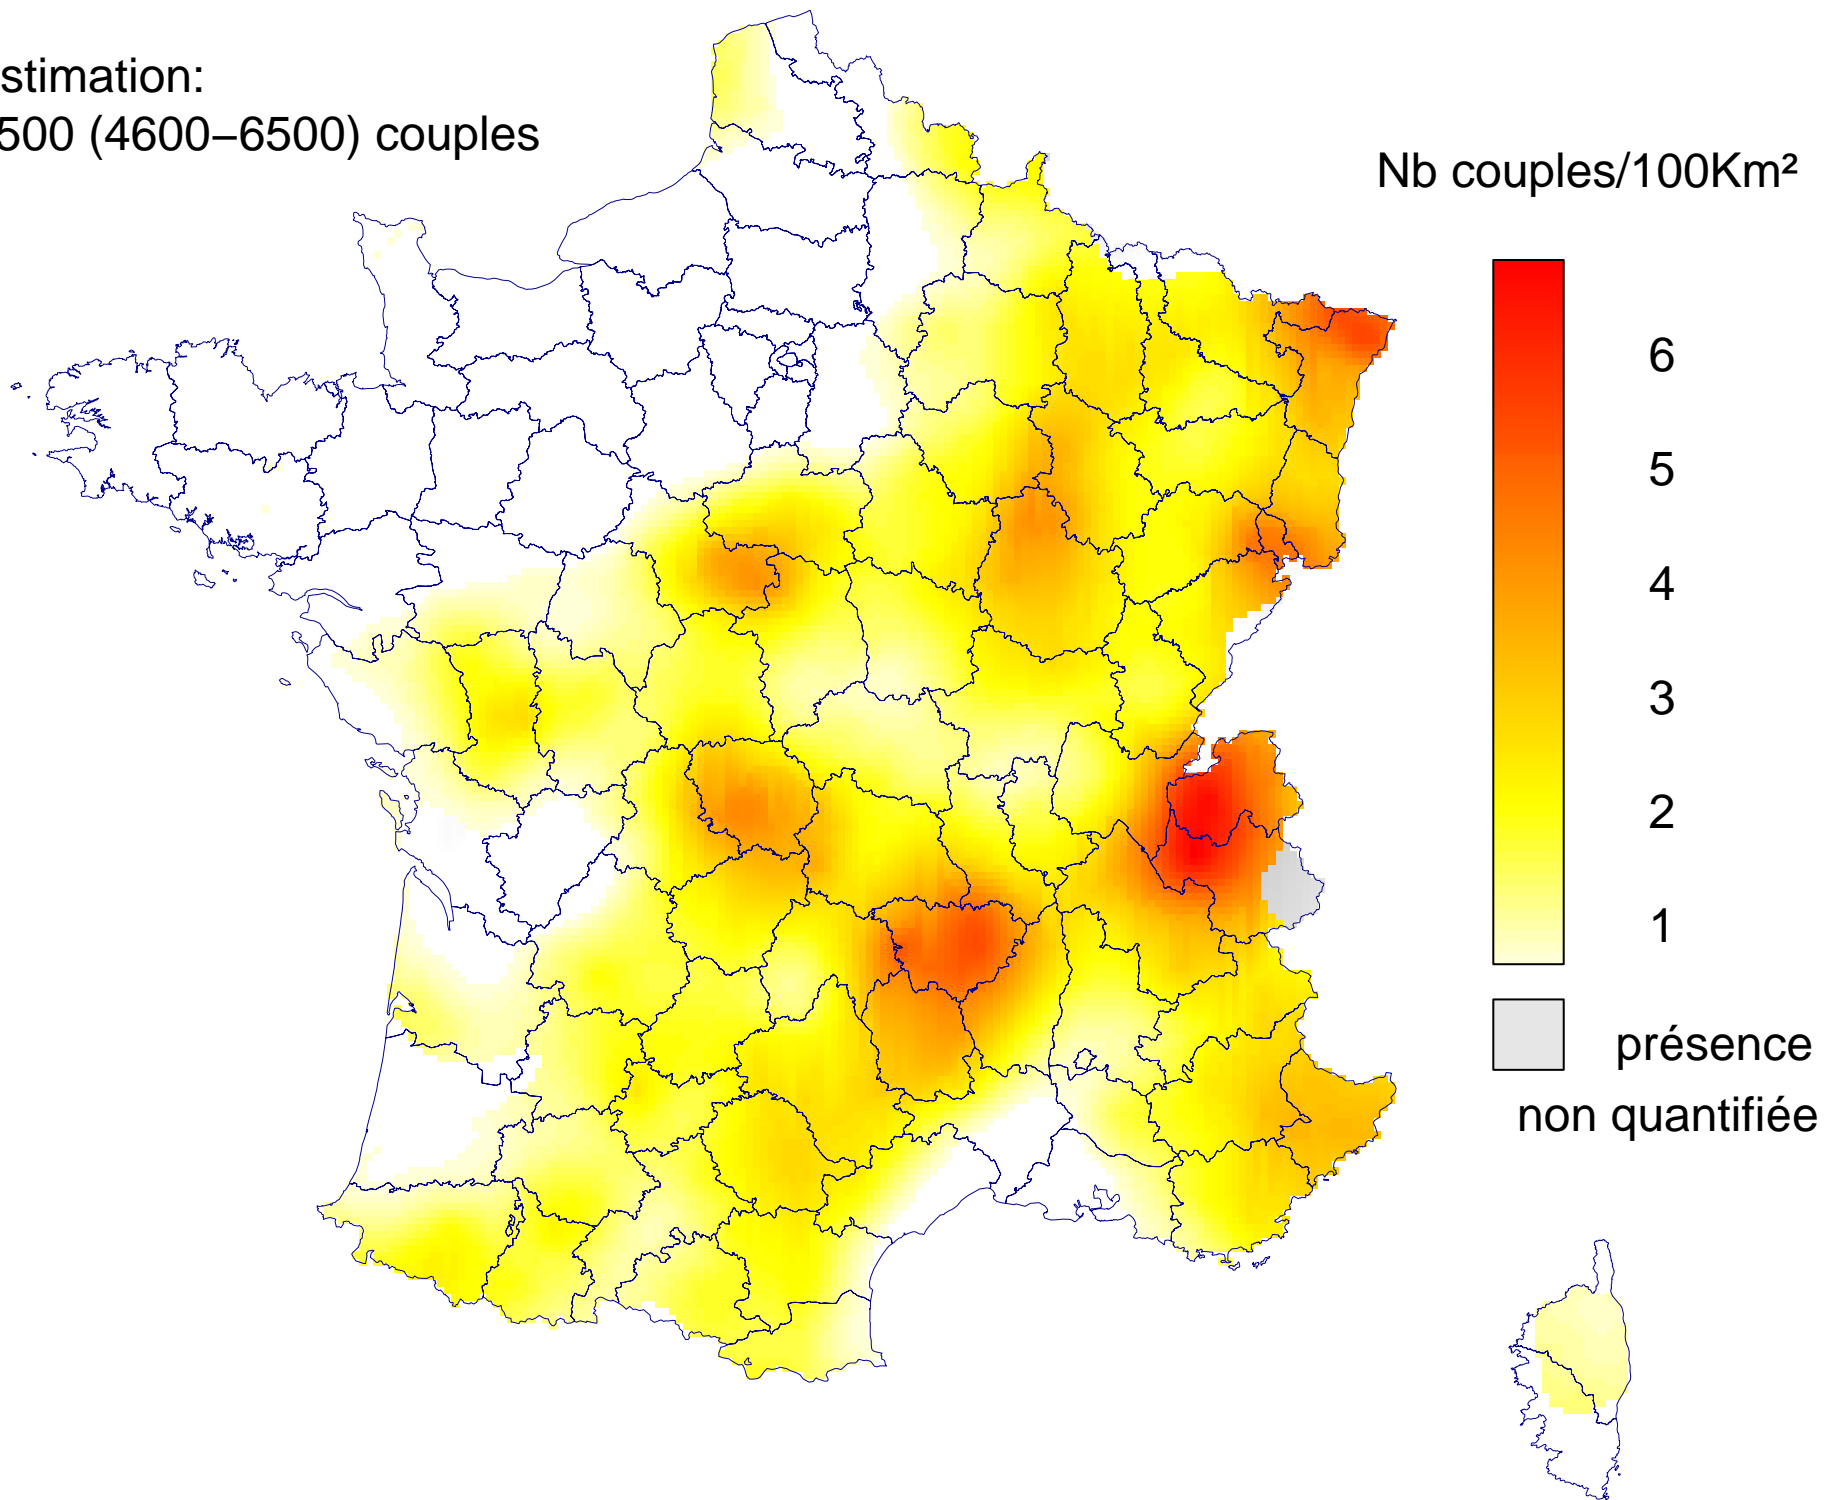 stimation:
500 (4600–6500) couples
Nb couples/100Km²
6
5
4
3
2
1
présence
non quantifiée